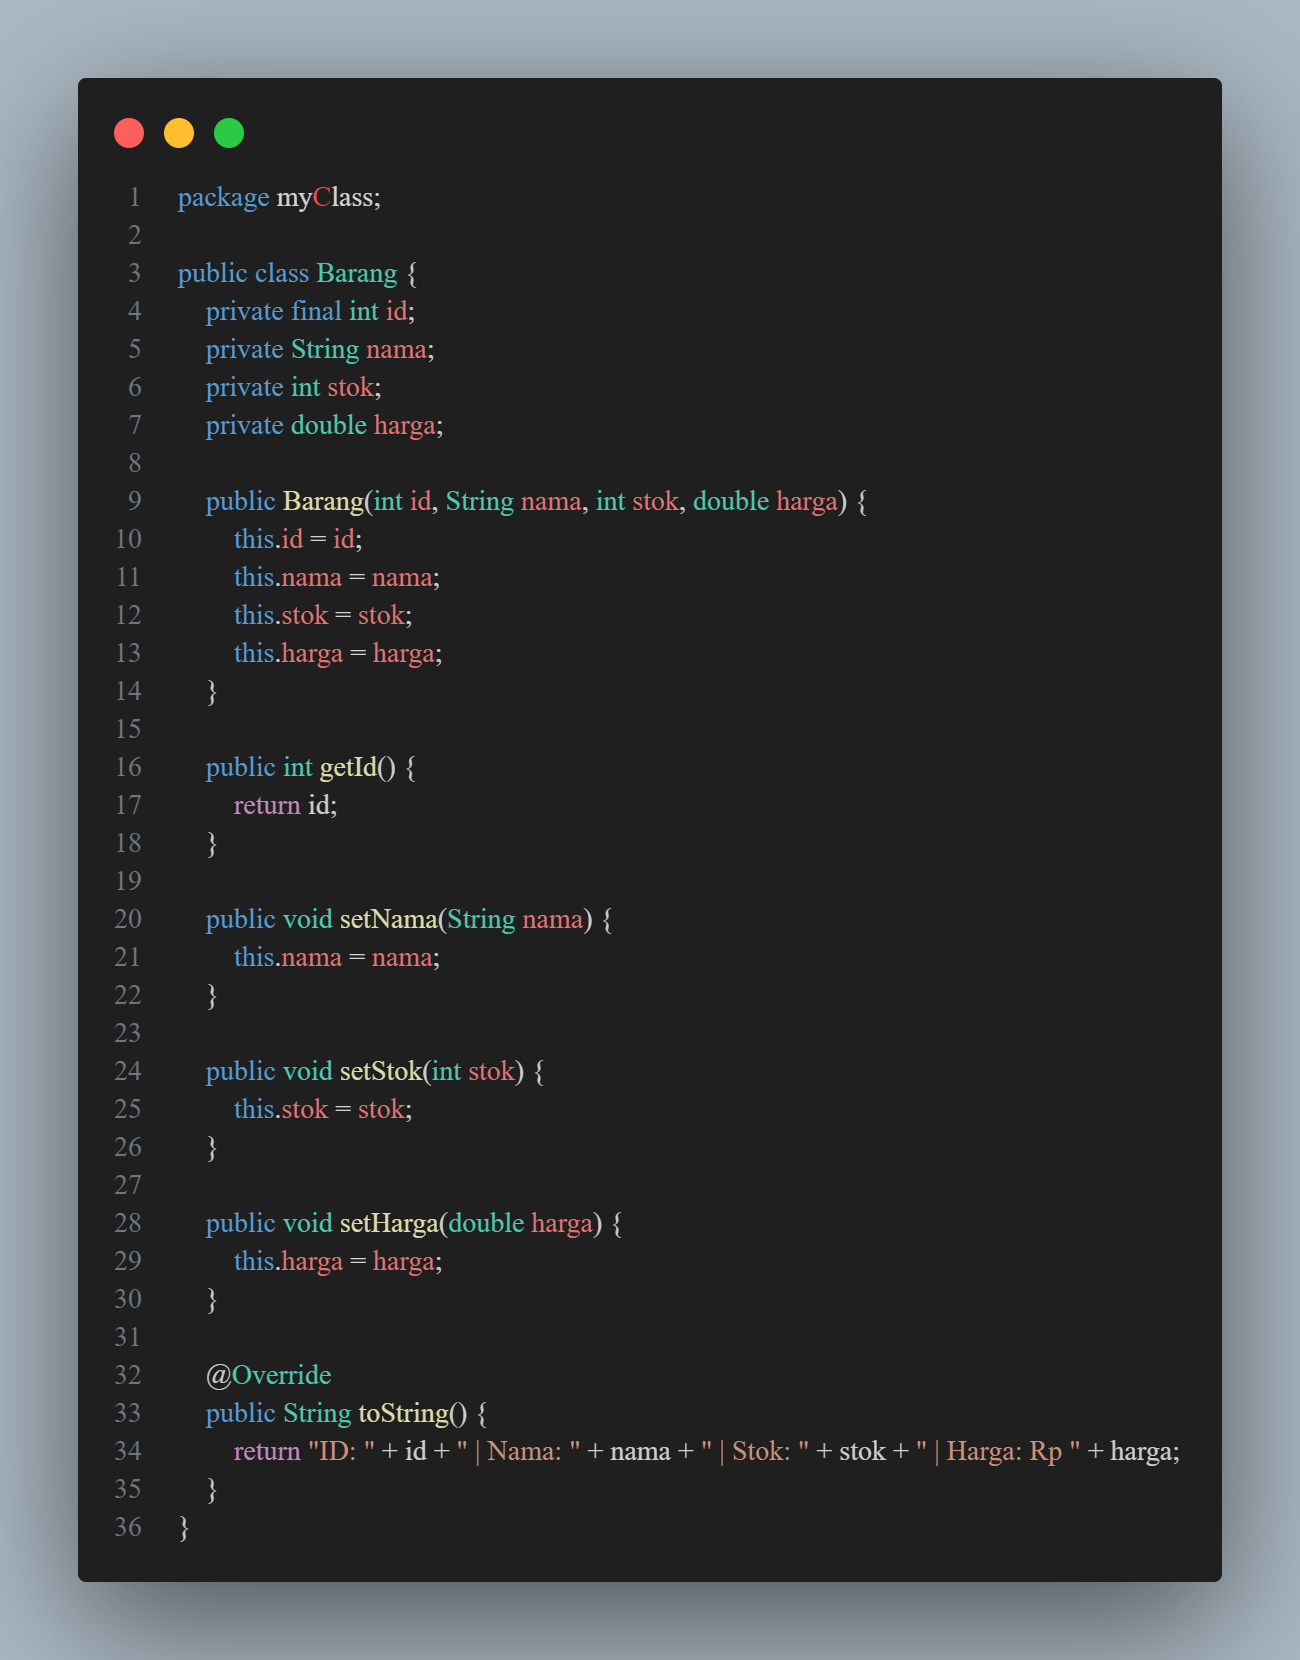 1 package myClass;
2
3 public class Barang {
4     private final int id;
5     private String nama;
6     private int stok;
7     private double harga;
8
9     public Barang(int id, String nama, int stok, double harga) {
10         this.id = id;
11         this.nama = nama;
12         this.stok = stok;
13         this.harga = harga;
14     }
15
16     public int getId() {
17         return id;
18     }
19
20     public void setNama(String nama) {
21         this.nama = nama;
22     }
23
24     public void setStok(int stok) {
25         this.stok = stok;
26     }
27
28     public void setHarga(double harga) {
29         this.harga = harga;
30     }
31
32     @Override
33     public String toString() {
34         return "ID: " + id + " | Nama: " + nama + " | Stok: " + stok + " | Harga: Rp " + harga;
35     }
36 }